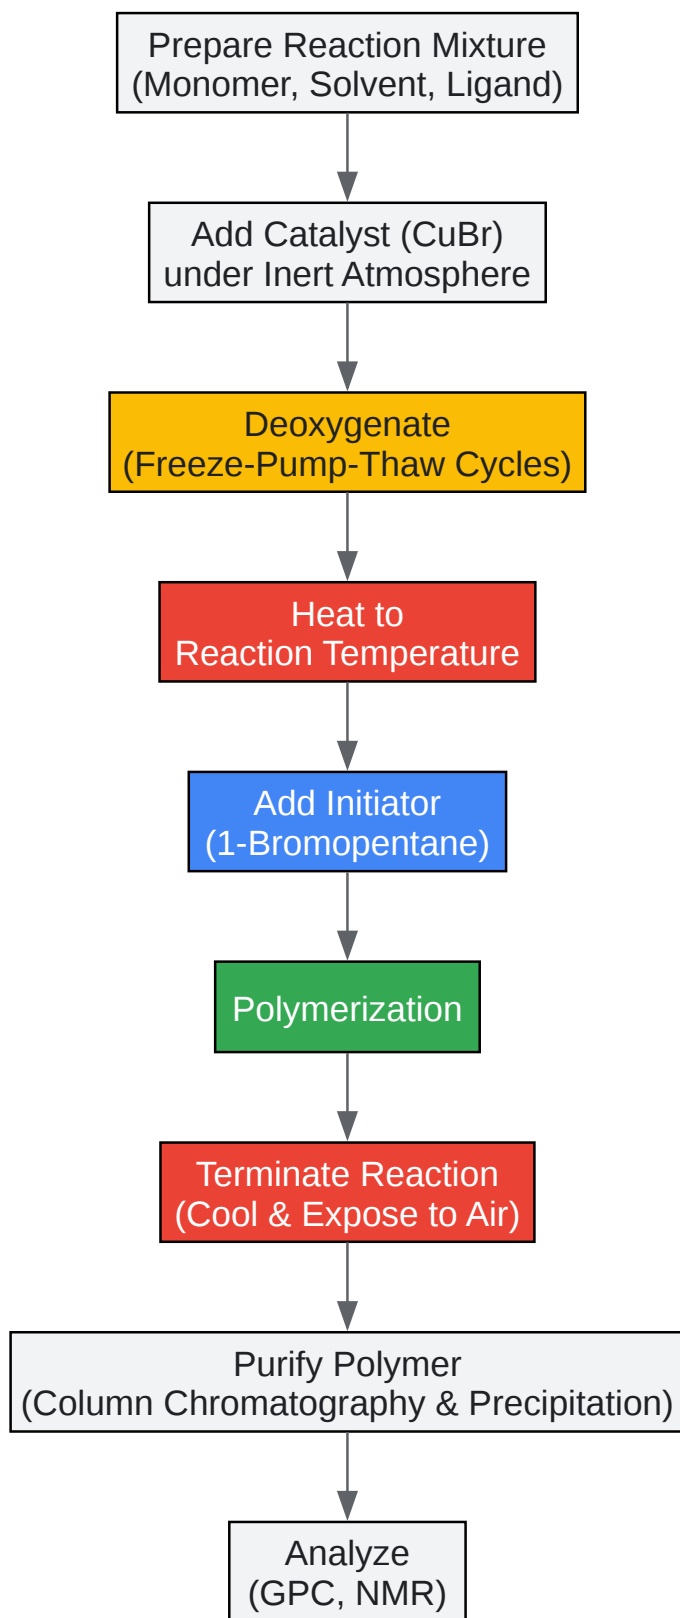 Prepare Reaction Mixture
(Monomer, Solvent, Ligand)
Add Catalyst (CuBr)
under Inert Atmosphere
Deoxygenate
(Freeze-Pump-Thaw Cycles)
Heat to
Reaction Temperature
Add Initiator
(1-Bromopentane)
Polymerization
Terminate Reaction
(Cool & Expose to Air)
Purify Polymer
(Column Chromatography & Precipitation)
Analyze
(GPC, NMR)